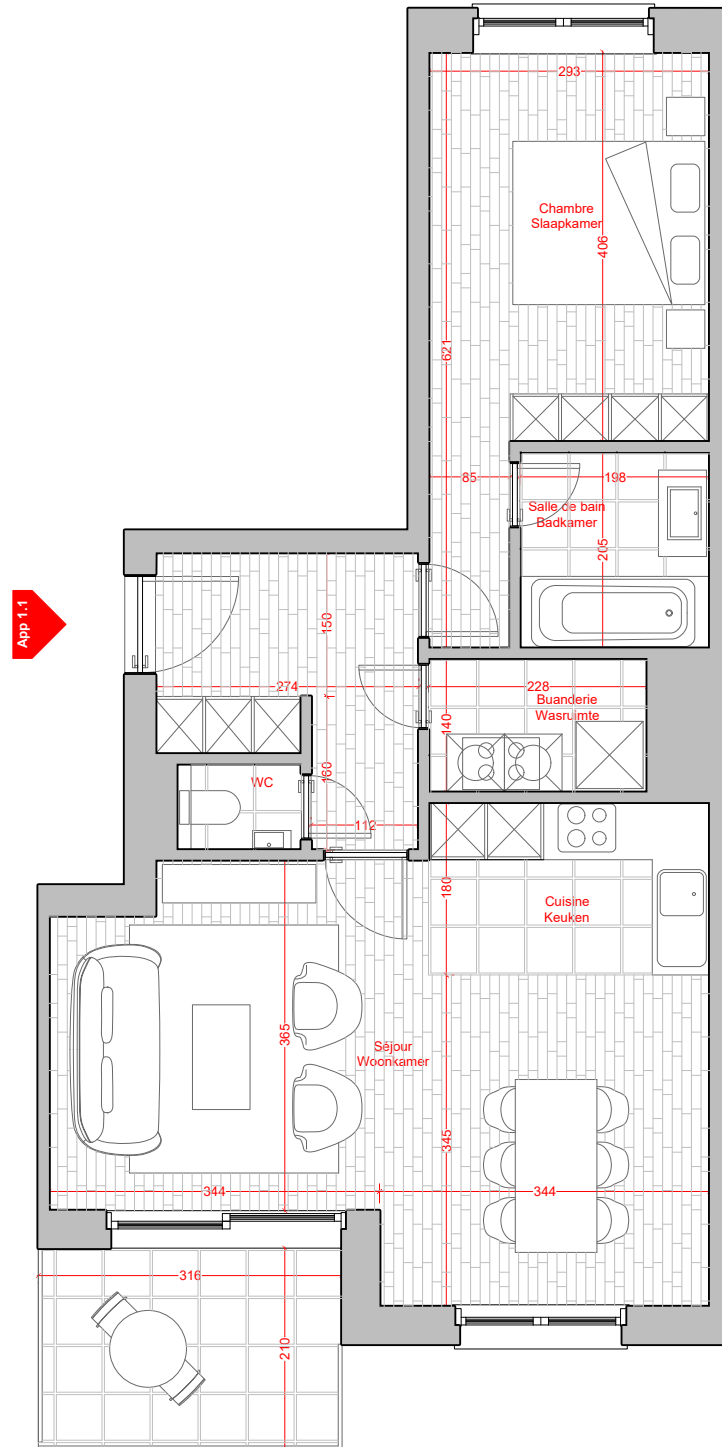 293
Chambre
Slaapkamer
406
621
85
198
Salle de bain
Badkamer
205
App 1.1
150
274
228
Buanderie
Wasruimte
140
160
WC
112
180
Cuisine
Keuken
365
Séjour
Woonkamer
345
344
344
316
210